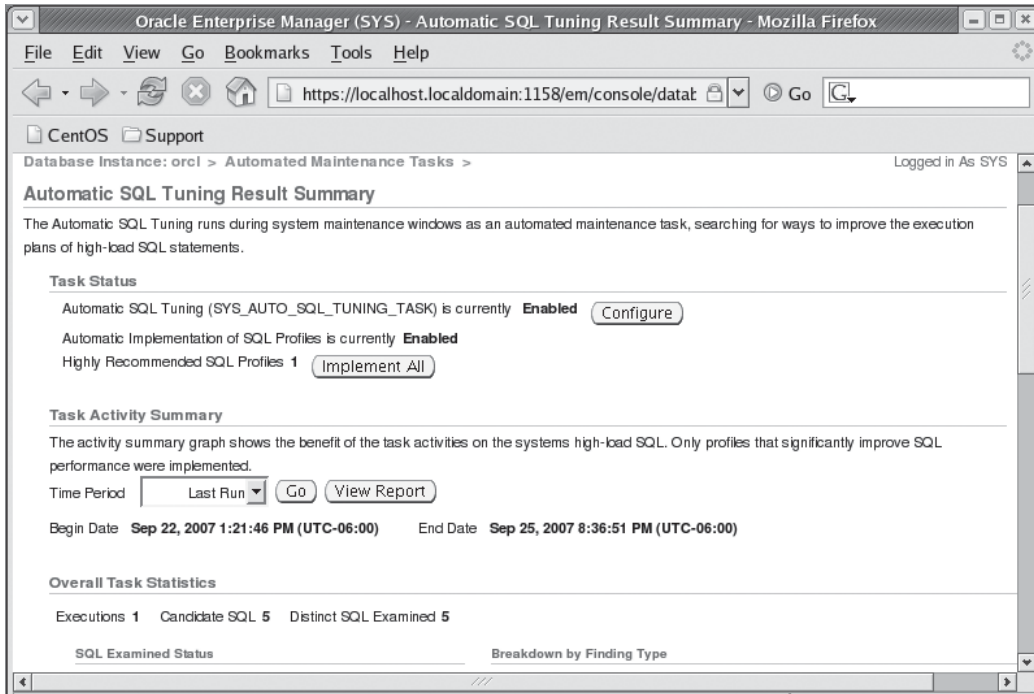 Oracle Enterprise Manager (SYS) - Automatic SQL Tuning Result Summary - Mozilla Firefox
File Edit View Go Bookmarks Tools Help
https://localhost.localdomain:1158/em/console/datab Go G
CentOS Support
Database Instance: orcl > Automated Maintenance Tasks > Logged in As SYS
Automatic SQL Tuning Result Summary
The Automatic SQL Tuning runs during system maintenance windows as an automated maintenance task, searching for ways to improve the execution
plans of high-load SQL statements.
Task Status
Automatic SQL Tuning (SYS_AUTO_SQL_TUNING_TASK) is currently Enabled Configure
Automatic Implementation of SQL Profiles is currently Enabled
Highly Recommended SQL Profiles 1 Implement All
Task Activity Summary
The activity summary graph shows the benefit of the task activities on the systems high-load SQL. Only profiles that significantly improve SQL
performance were implemented.
Time Period Last Run Go View Report
Begin Date Sep 22, 2007 1:21:46 PM (UTC-06:00) End Date Sep 25, 2007 8:36:51 PM (UTC-06:00)
Overall Task Statistics
Executions 1 Candidate SQL 5 Distinct SQL Examined 5
SQL Examined Status Breakdown by Finding Type